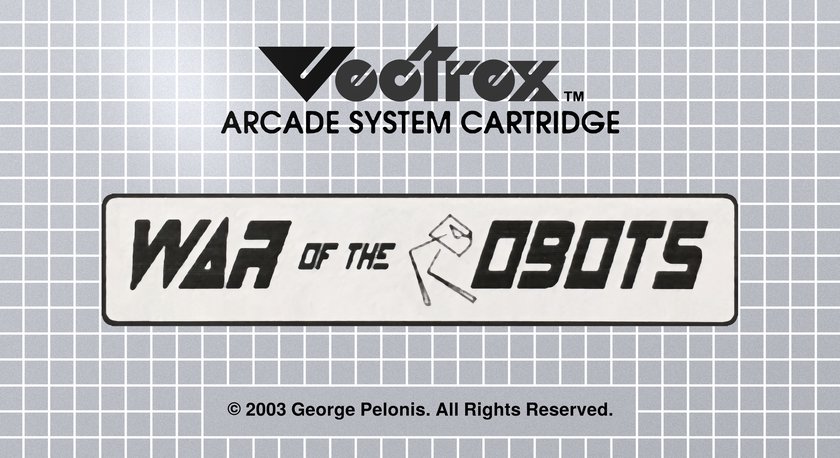 Vectrex™
ARCADE SYSTEM CARTRIDGE
WAR OF THE ROBOTS
© 2003 George Pelonis. All Rights Reserved.